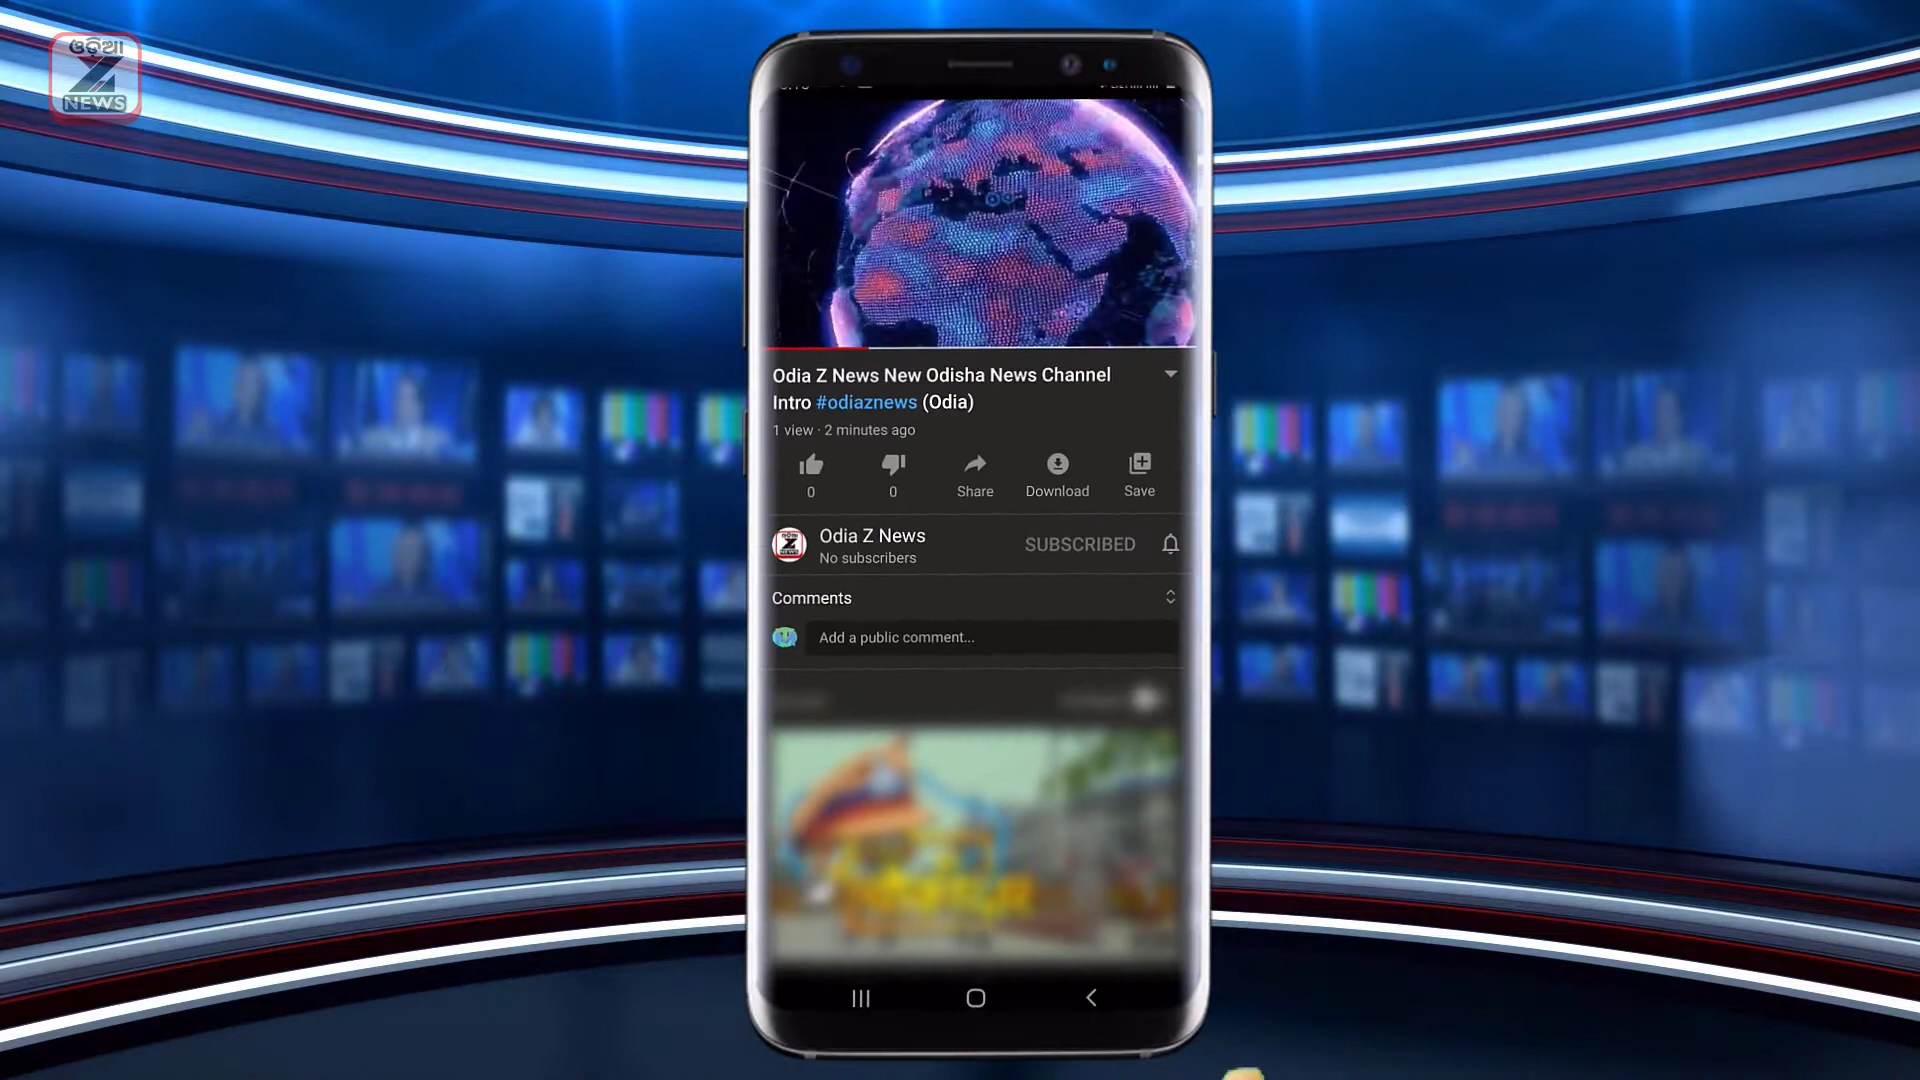 ଓଡ଼ିଆ
Z
NEWS
Odia Z News New Odisha News Channel
Intro #odiaznews (Odia)
1 view · 2 minutes ago
0
0
Share
Download
Save
Odia Z News
No subscribers
SUBSCRIBED
Comments
Add a public comment...